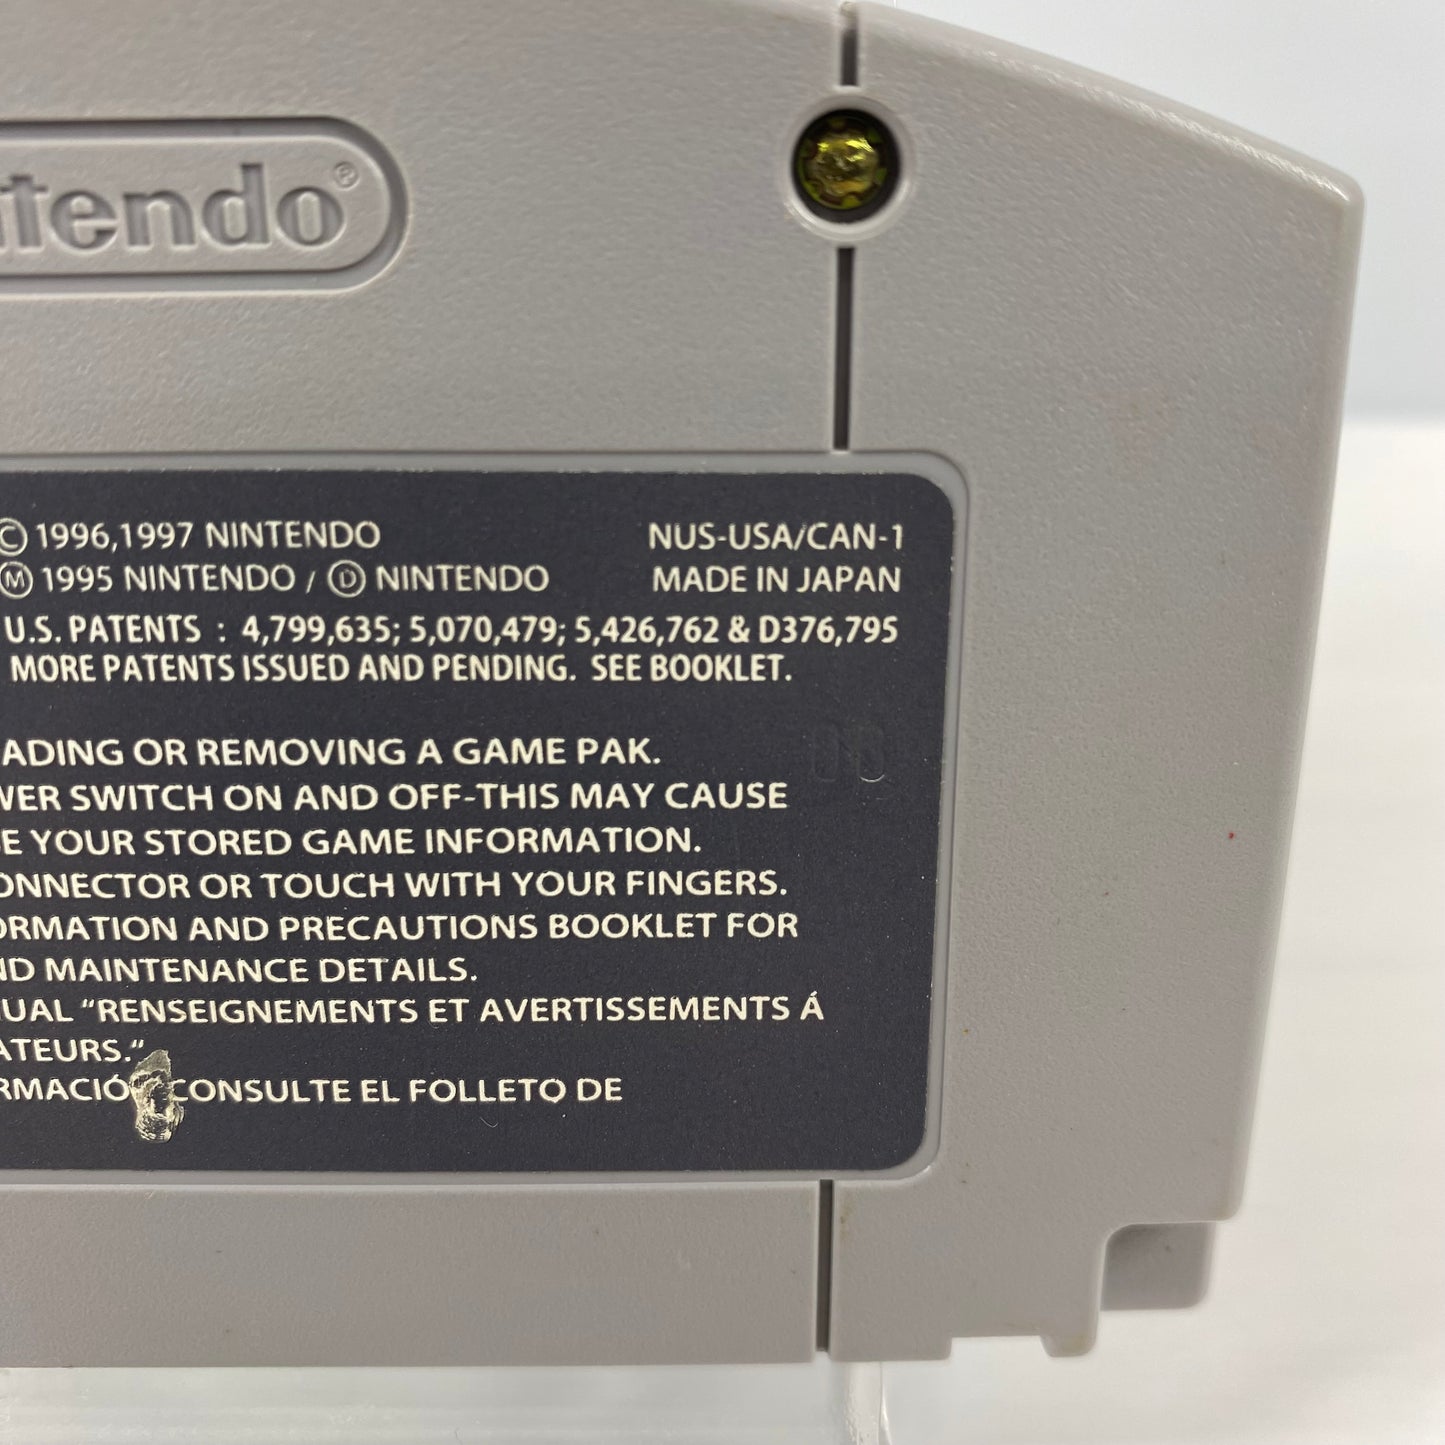 ntendo®
© 1996,1997 NINTENDO NUS-USA/CAN-1
Ⓜ 1995 NINTENDO / Ⓓ NINTENDO MADE IN JAPAN
U.S. PATENTS : 4,799,635; 5,070,479; 5,426,762 & D376,795
MORE PATENTS ISSUED AND PENDING. SEE BOOKLET.
ADING OR REMOVING A GAME PAK.
WER SWITCH ON AND OFF-THIS MAY CAUSE
E YOUR STORED GAME INFORMATION.
ONNECTOR OR TOUCH WITH YOUR FINGERS.
ORMATION AND PRECAUTIONS BOOKLET FOR
ND MAINTENANCE DETAILS.
UAL “RENSEIGNEMENTS ET AVERTISSEMENTS Á
ATEURS.“
RMACIÓ CONSULTE EL FOLLETO DE